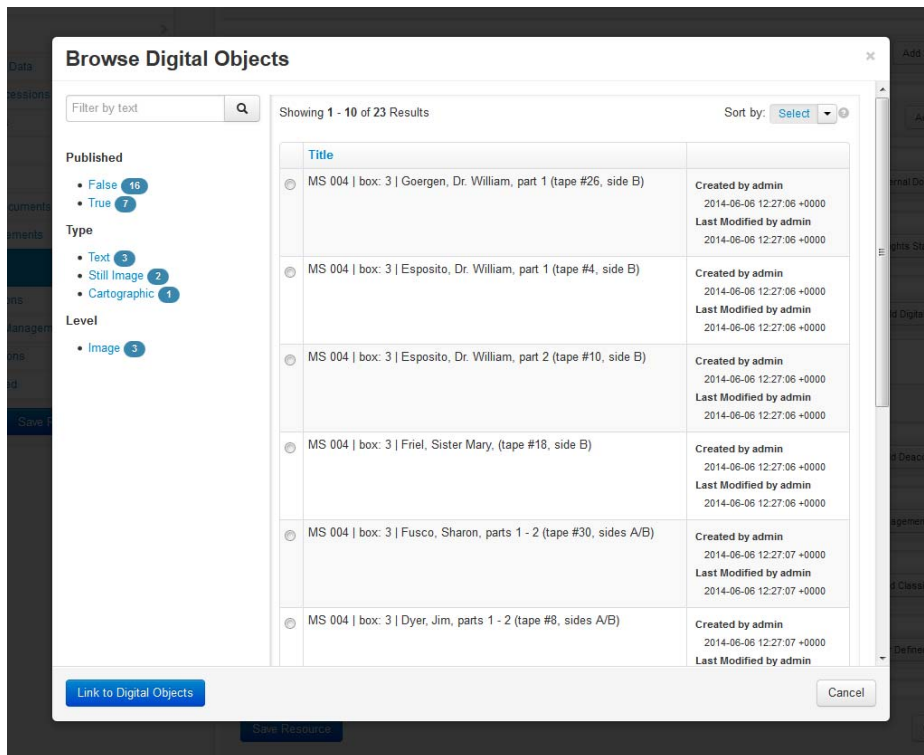 Browse Digital Objects
×
Filter by text
Published
False 16
True 7
Type
Text 3
Still Image 2
Cartographic 1
Level
Image 3
Showing 1 - 10 of 23 Results
Sort by: Select
Title
MS 004 | box: 3 | Goergen, Dr. William, part 1 (tape #26, side B)
Created by admin
2014-06-06 12:27:06 +0000
Last Modified by admin
2014-06-06 12:27:06 +0000
MS 004 | box: 3 | Esposito, Dr. William, part 1 (tape #4, side B)
Created by admin
2014-06-06 12:27:06 +0000
Last Modified by admin
2014-06-06 12:27:06 +0000
MS 004 | box: 3 | Esposito, Dr. William, part 2 (tape #10, side B)
Created by admin
2014-06-06 12:27:06 +0000
Last Modified by admin
2014-06-06 12:27:06 +0000
MS 004 | box: 3 | Friel, Sister Mary, (tape #18, side B)
Created by admin
2014-06-06 12:27:06 +0000
Last Modified by admin
2014-06-06 12:27:06 +0000
MS 004 | box: 3 | Fusco, Sharon, parts 1 - 2 (tape #30, sides A/B)
Created by admin
2014-06-06 12:27:07 +0000
Last Modified by admin
2014-06-06 12:27:07 +0000
MS 004 | box: 3 | Dyer, Jim, parts 1 - 2 (tape #8, sides A/B)
Created by admin
2014-06-06 12:27:07 +0000
Last Modified by admin
Link to Digital Objects
Cancel
Data
Add
Save Resource